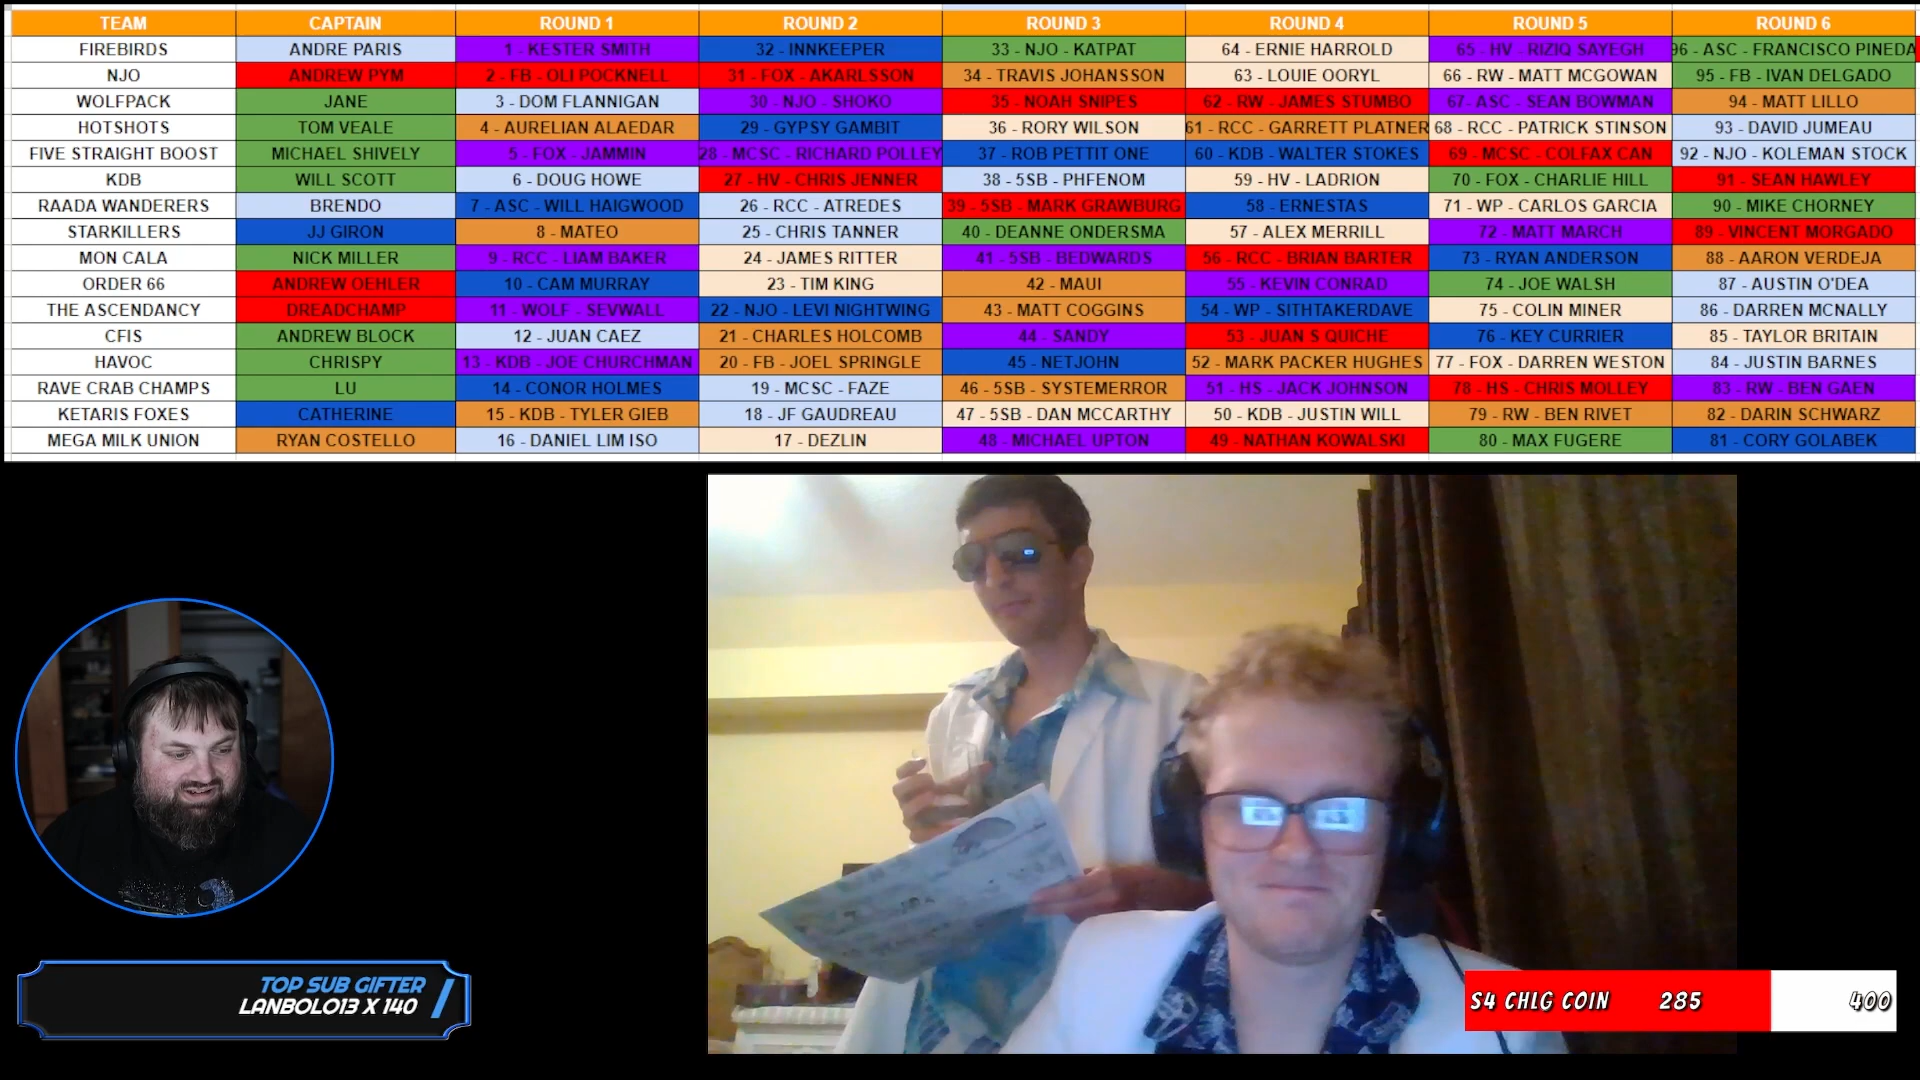 TEAM CAPTAIN ROUND 1 ROUND 2 ROUND 3 ROUND 4 ROUND 5 ROUND 6
FIREBIRDS ANDRE PARIS 1 - KESTER SMITH 32 - INNKEEPER 33 - NJO - KATPAT 64 - ERNIE HARROLD 65 - HV - RIZIQ SAYEGH 96 - ASC - FRANCISCO PINEDA
NJO ANDREW PYM 2 - FB - OLI POCKNELL 31 - FOX - AKARLSSON 34 - TRAVIS JOHANSSON 63 - LOUIE OORYL 66 - RW - MATT MCGOWAN 95 - FB - IVAN DELGADO
WOLFPACK JANE 3 - DOM FLANNIGAN 30 - NJO - SHOKO 35 - NOAH SNIPES 62 - RW - JAMES STUMBO 67- ASC - SEAN BOWMAN 94 - MATT LILLO
HOTSHOTS TOM VEALE 4 - AURELIAN ALAEDAR 29 - GYPSY GAMBIT 36 - RORY WILSON 61 - RCC - GARRETT PLATNER 68 - RCC - PATRICK STINSON 93 - DAVID JUMEAU
FIVE STRAIGHT BOOST MICHAEL SHIVELY 5 - FOX - JAMMIN 28 - MCSC - RICHARD POLLEY 37 - ROB PETTIT ONE 60 - KDB - WALTER STOKES 69 - MCSC - COLFAX CAN 92 - NJO - KOLEMAN STOCK
KDB WILL SCOTT 6 - DOUG HOWE 27 - HV - CHRIS JENNER 38 - 5SB - PHFENOM 59 - HV - LADRION 70 - FOX - CHARLIE HILL 91 - SEAN HAWLEY
RAADA WANDERERS BRENDO 7 - ASC - WILL HAIGWOOD 26 - RCC - ATREDES 39 - 5SB - MARK GRAWBURG 58 - ERNESTAS 71 - WP - CARLOS GARCIA 90 - MIKE CHORNEY
STARKILLERS JJ GIRON 8 - MATEO 25 - CHRIS TANNER 40 - DEANNE ONDERSMA 57 - ALEX MERRILL 72 - MATT MARCH 89 - VINCENT MORGADO
MON CALA NICK MILLER 9 - RCC - LIAM BAKER 24 - JAMES RITTER 41 - 5SB - BEDWARDS 56 - RCC - BRIAN BARTER 73 - RYAN ANDERSON 88 - AARON VERDEJA
ORDER 66 ANDREW OEHLER 10 - CAM MURRAY 23 - TIM KING 42 - MAUI 55 - KEVIN CONRAD 74 - JOE WALSH 87 - AUSTIN O'DEA
THE ASCENDANCY DREADCHAMP 11 - WOLF - SEVWALL 22 - NJO - LEVI NIGHTWING 43 - MATT COGGINS 54 - WP - SITHTAKERDAVE 75 - COLIN MINER 86 - DARREN MCNALLY
CFIS ANDREW BLOCK 12 - JUAN CAEZ 21 - CHARLES HOLCOMB 44 - SANDY 53 - JUAN S QUICHE 76 - KEY CURRIER 85 - TAYLOR BRITAIN
HAVOC CHRISPY 13 - KDB - JOE CHURCHMAN 20 - FB - JOEL SPRINGLE 45 - NETJOHN 52 - MARK PACKER HUGHES 77 - FOX - DARREN WESTON 84 - JUSTIN BARNES
RAVE CRAB CHAMPS LU 14 - CONOR HOLMES 19 - MCSC - FAZE 46 - 5SB - SYSTEMERROR 51 - HS - JACK JOHNSON 78 - HS - CHRIS MOLLEY 83 - RW - BEN GAEN
KETARIS FOXES CATHERINE 15 - KDB - TYLER GIEB 18 - JF GAUDREAU 47 - 5SB - DAN MCCARTHY 50 - KDB - JUSTIN WILL 79 - RW - BEN RIVET 82 - DARIN SCHWARZ
MEGA MILK UNION RYAN COSTELLO 16 - DANIEL LIM ISO 17 - DEZLIN 48 - MICHAEL UPTON 49 - NATHAN KOWALSKI 80 - MAX FUGERE 81 - CORY GOLABEK
TOP SUB GIFTER
LANBOLO13 X 140
S4 CHLG COIN 285 400